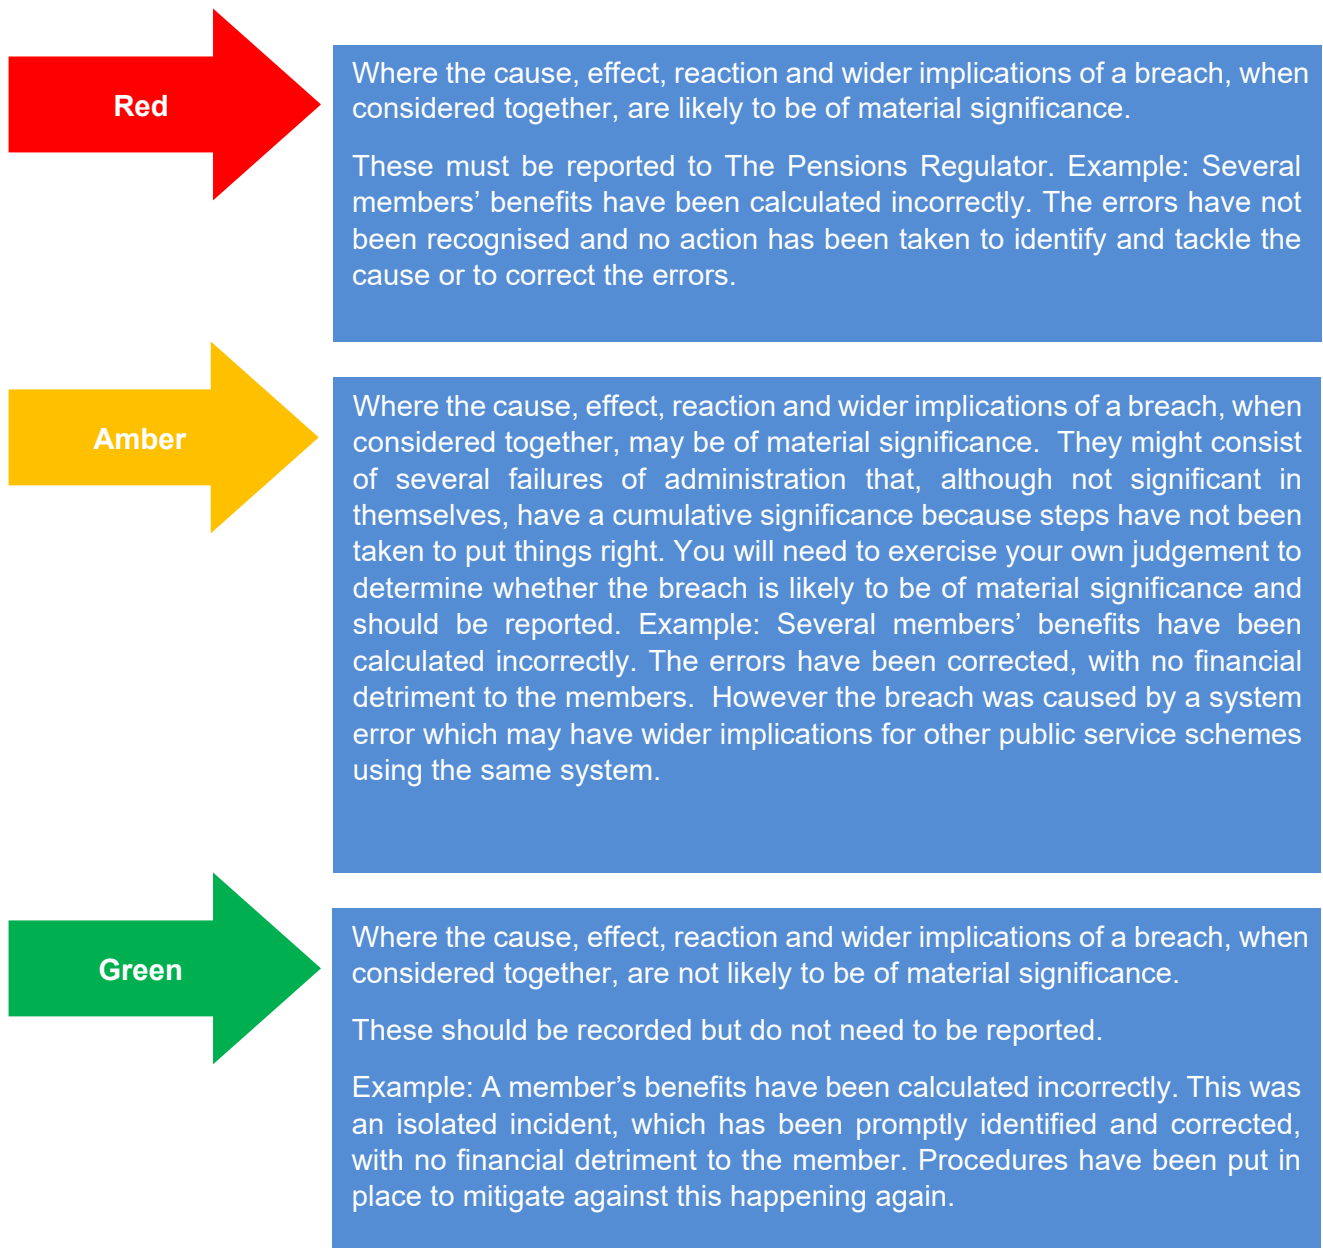 Red
Where the cause, effect, reaction and wider implications of a breach, when
considered together, are likely to be of material significance.
These must be reported to The Pensions Regulator. Example: Several
members’ benefits have been calculated incorrectly. The errors have not
been recognised and no action has been taken to identify and tackle the
cause or to correct the errors.
Amber
Where the cause, effect, reaction and wider implications of a breach, when
considered together, may be of material significance.  They might consist
of several failures of administration that, although not significant in
themselves, have a cumulative significance because steps have not been
taken to put things right. You will need to exercise your own judgement to
determine whether the breach is likely to be of material significance and
should be reported. Example: Several members’ benefits have been
calculated incorrectly. The errors have been corrected, with no financial
detriment to the members.  However the breach was caused by a system
error which may have wider implications for other public service schemes
using the same system.
Green
Where the cause, effect, reaction and wider implications of a breach, when
considered together, are not likely to be of material significance.
These should be recorded but do not need to be reported.
Example: A member’s benefits have been calculated incorrectly. This was
an isolated incident, which has been promptly identified and corrected,
with no financial detriment to the member. Procedures have been put in
place to mitigate against this happening again.